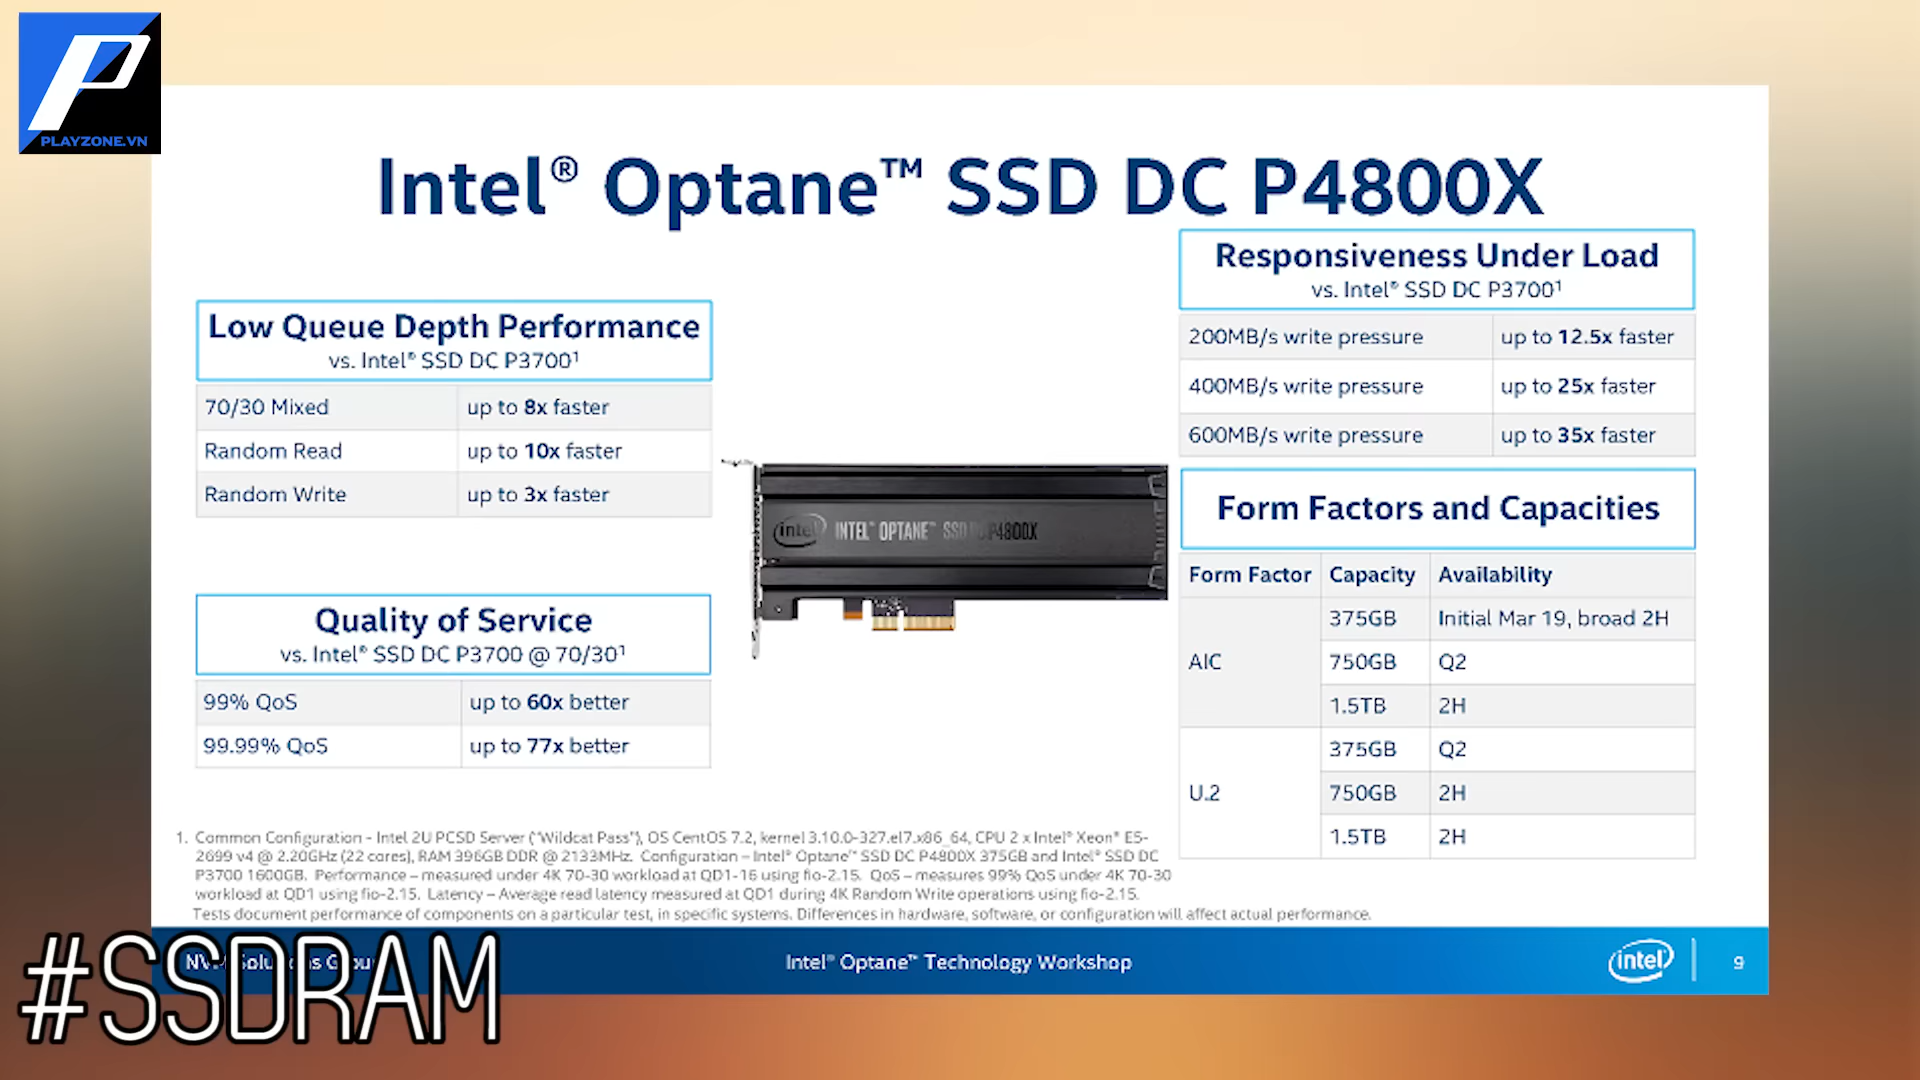 PLAYZONE.VN
Intel® Optane™ SSD DC P4800X
Low Queue Depth Performance
vs. Intel® SSD DC P3700¹
70/30 Mixed up to 8x faster
Random Read up to 10x faster
Random Write up to 3x faster
Quality of Service
vs. Intel® SSD DC P3700 @ 70/30¹
99% QoS up to 60x better
99.99% QoS up to 77x better
intel INTEL® OPTANE™ SSD P4800X
Responsiveness Under Load
vs. Intel® SSD DC P3700¹
200MB/s write pressure up to 12.5x faster
400MB/s write pressure up to 25x faster
600MB/s write pressure up to 35x faster
Form Factors and Capacities
Form Factor Capacity Availability
AIC 375GB Initial Mar 19, broad 2H
750GB Q2
1.5TB 2H
U.2 375GB Q2
750GB 2H
1.5TB 2H
1. Common Configuration - Intel 2U PCSD Server ("Wildcat Pass"), OS CentOS 7.2, kernel 3.10.0-327.el7.x86_64, CPU 2 x Intel® Xeon® E5-
2699 v4 @ 2.20GHz (22 cores), RAM 396GB DDR @ 2133MHz. Configuration – Intel® Optane™ SSD DC P4800X 375GB and Intel® SSD DC
P3700 1600GB. Performance – measured under 4K 70-30 workload at QD1-16 using fio-2.15. QoS – measures 99% QoS under 4K 70-30
workload at QD1 using fio-2.15. Latency – Average read latency measured at QD1 during 4K Random Write operations using fio-2.15.
Tests document performance of components on a particular test, in specific systems. Differences in hardware, software, or configuration will affect actual performance.
#SSDRAM
Intel® Optane™ Technology Workshop
intel 9